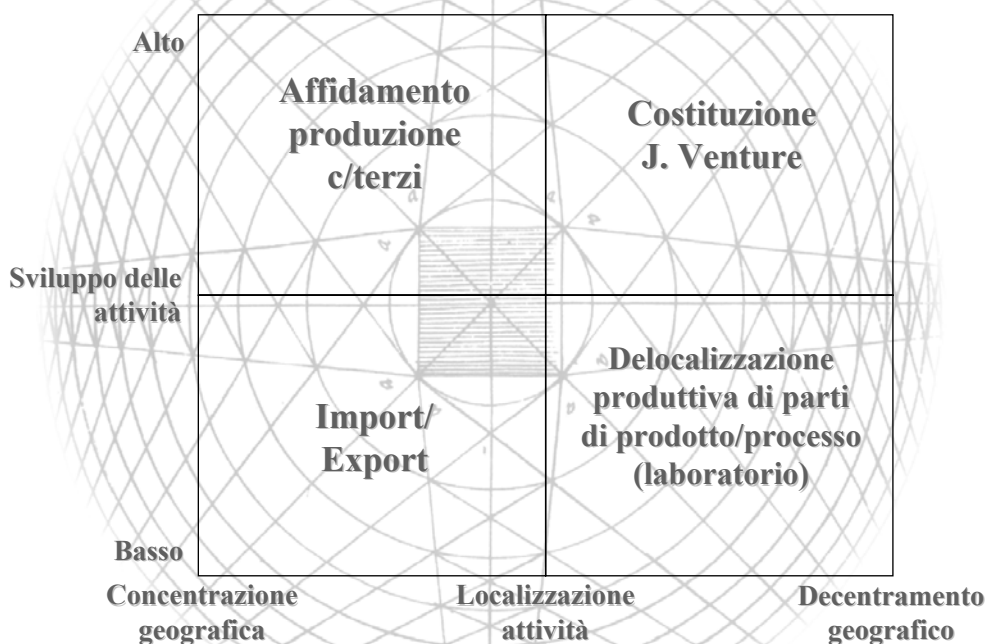 Alto
Affidamento
produzione
c/terzi
Costituzione
J. Venture
Sviluppo delle
attività
Import/
Export
Delocalizzazione
produttiva di parti
di prodotto/processo
(laboratorio)
Basso
Concentrazione
geografica
Localizzazione
attività
Decentramento
geografico